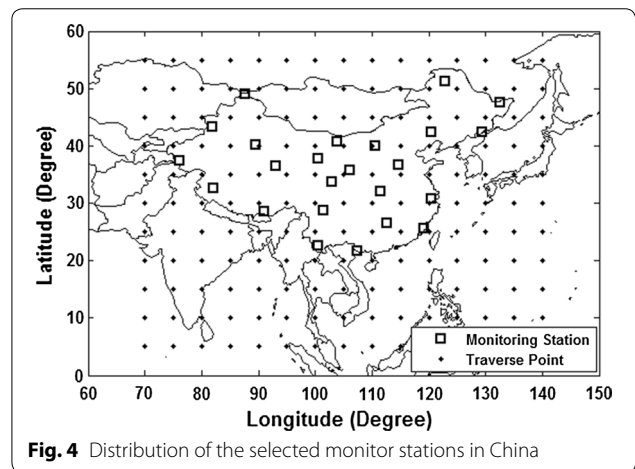 60
50
40
30
20
10
0
Latitude (Degree)
60 70 80 90 100 110 120 130 140 150
Longitude (Degree)
Monitoring Station
Traverse Point
Fig. 4 Distribution of the selected monitor stations in China